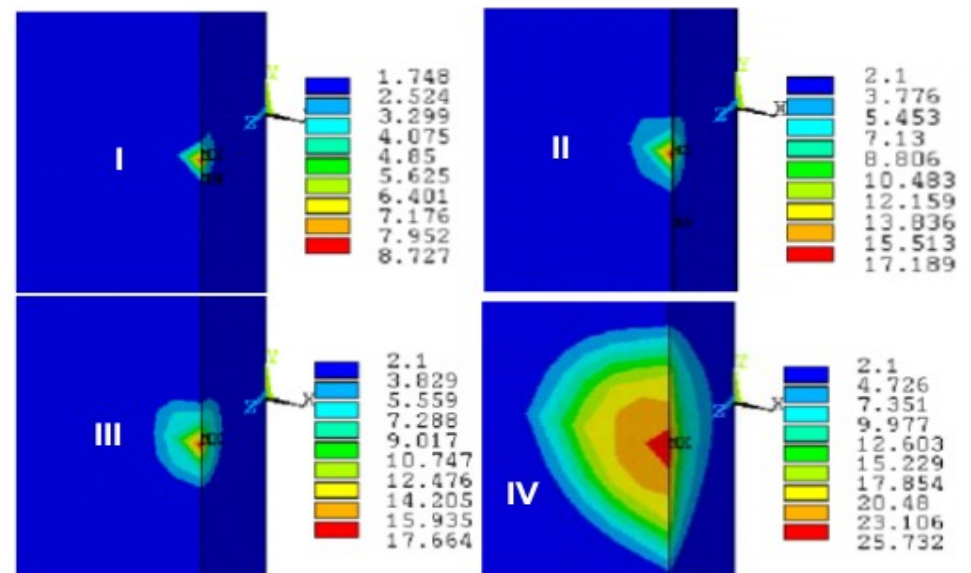 I
Y
Z
1.748
2.524
3.299
4.075
4.85
5.625
6.401
7.176
7.952
8.727
II
Y
Z
X
2.1
3.776
5.453
7.13
8.806
10.483
12.159
13.836
15.513
17.189
III
Y
Z
X
2.1
3.829
5.559
7.288
9.017
10.747
12.476
14.205
15.935
17.664
IV
Y
Z
X
2.1
4.726
7.351
9.977
12.603
15.229
17.854
20.48
23.106
25.732